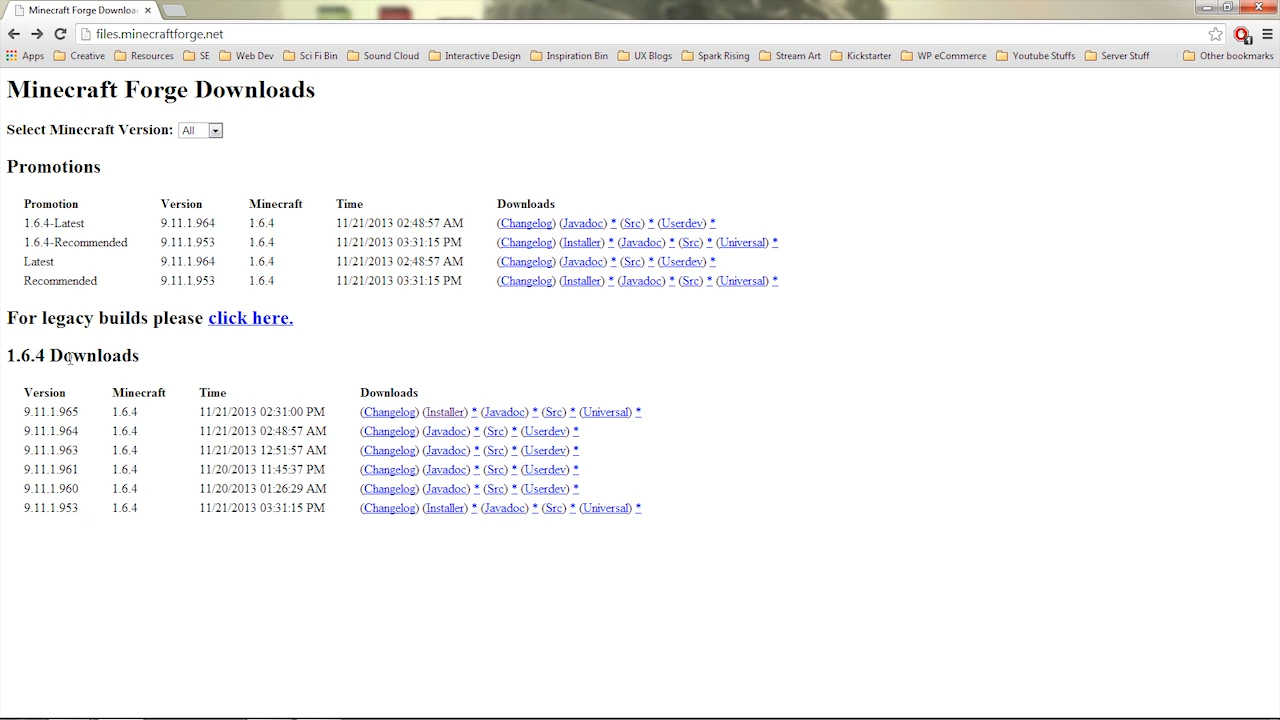 Minecraft Forge Downloa
files.minecraftforge.net
Apps Creative Resources SE Web Dev Sci Fi Bin Sound Cloud Interactive Design Inspiration Bin UX Blogs Spark Rising Stream Art Kickstarter WP eCommerce Youtube Stuffs Server Stuff Other bookmarks
Minecraft Forge Downloads
Select Minecraft Version: All
Promotions
Promotion Version Minecraft Time Downloads
1.6.4-Latest 9.11.1.964 1.6.4 11/21/2013 02:48:57 AM (Changelog) (Javadoc) * (Src) * (Userdev) *
1.6.4-Recommended 9.11.1.953 1.6.4 11/21/2013 03:31:15 PM (Changelog) (Installer) * (Javadoc) * (Src) * (Universal) *
Latest 9.11.1.964 1.6.4 11/21/2013 02:48:57 AM (Changelog) (Javadoc) * (Src) * (Userdev) *
Recommended 9.11.1.953 1.6.4 11/21/2013 03:31:15 PM (Changelog) (Installer) * (Javadoc) * (Src) * (Universal) *
For legacy builds please click here.
1.6.4 Downloads
Version Minecraft Time Downloads
9.11.1.965 1.6.4 11/21/2013 02:31:00 PM (Changelog) (Installer) * (Javadoc) * (Src) * (Universal) *
9.11.1.964 1.6.4 11/21/2013 02:48:57 AM (Changelog) (Javadoc) * (Src) * (Userdev) *
9.11.1.963 1.6.4 11/21/2013 12:51:57 AM (Changelog) (Javadoc) * (Src) * (Userdev) *
9.11.1.961 1.6.4 11/20/2013 11:45:37 PM (Changelog) (Javadoc) * (Src) * (Userdev) *
9.11.1.960 1.6.4 11/20/2013 01:26:29 AM (Changelog) (Javadoc) * (Src) * (Userdev) *
9.11.1.953 1.6.4 11/21/2013 03:31:15 PM (Changelog) (Installer) * (Javadoc) * (Src) * (Universal) *